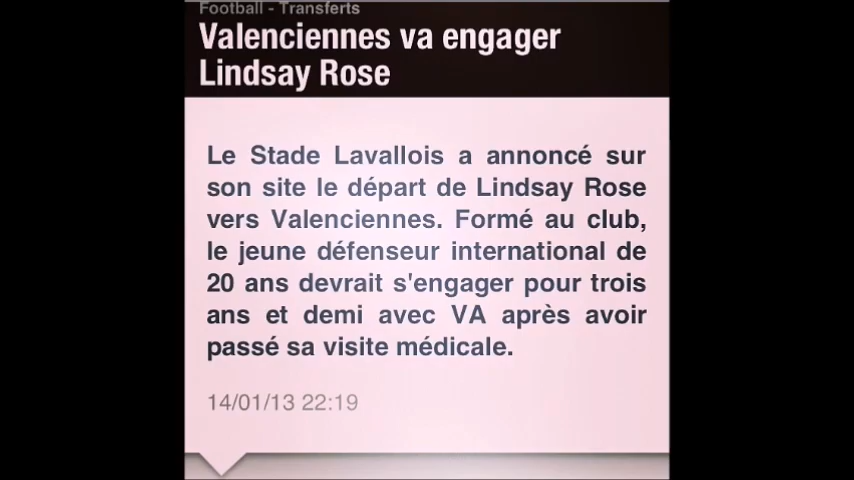 Football - Transferts
Valenciennes va engager
Lindsay Rose
Le Stade Lavallois a annoncé sur
son site le départ de Lindsay Rose
vers Valenciennes. Formé au club,
le jeune défenseur international de
20 ans devrait s'engager pour trois
ans et demi avec VA après avoir
passé sa visite médicale.
14/01/13 22:19